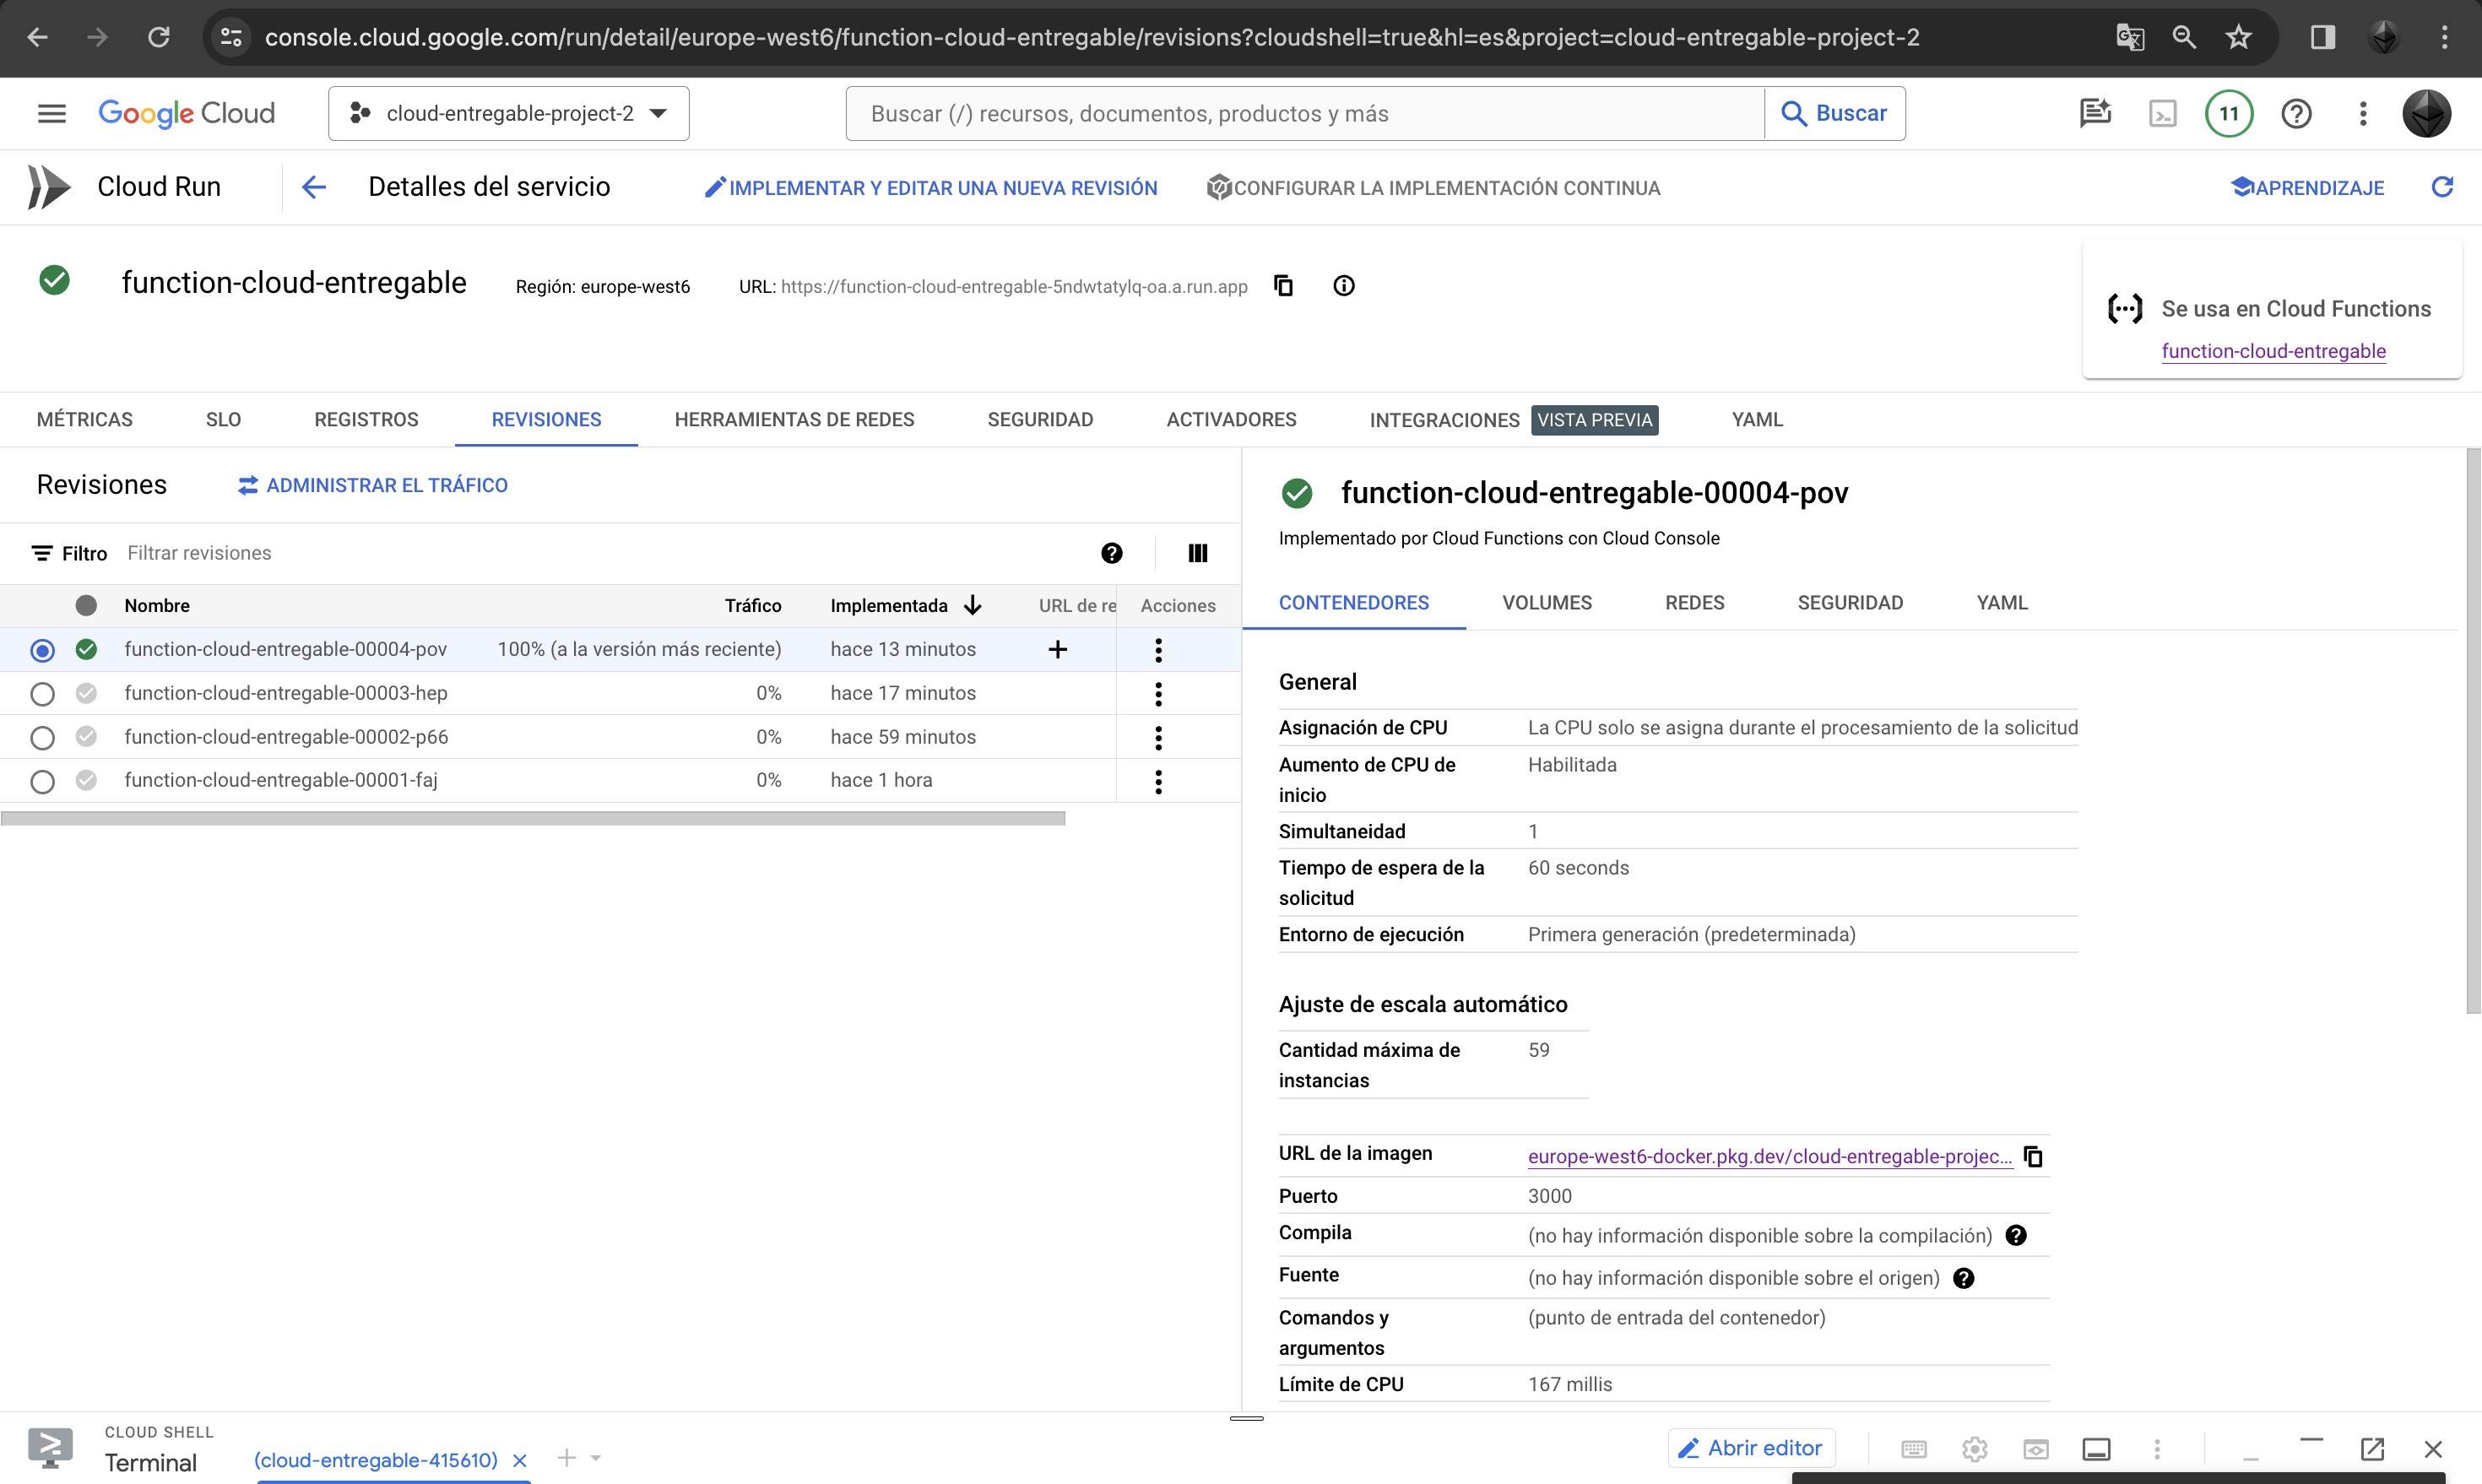 console.cloud.google.com/run/detail/europe-west6/function-cloud-entregable/revisions?cloudshell=true&hl=es&project=cloud-entregable-project-2
Google Cloud
cloud-entregable-project-2
Buscar (/) recursos, documentos, productos y más
Buscar
11
Cloud Run
Detalles del servicio
IMPLEMENTAR Y EDITAR UNA NUEVA REVISIÓN
CONFIGURAR LA IMPLEMENTACIÓN CONTINUA
APRENDIZAJE
function-cloud-entregable
Región: europe-west6
URL: https://function-cloud-entregable-5ndwtatylq-oa.a.run.app
Se usa en Cloud Functions
function-cloud-entregable
MÉTRICAS
SLO
REGISTROS
REVISIONES
HERRAMIENTAS DE REDES
SEGURIDAD
ACTIVADORES
INTEGRACIONES VISTA PREVIA
YAML
Revisiones
ADMINISTRAR EL TRÁFICO
Filtro Filtrar revisiones
Nombre Tráfico Implementada URL de re Acciones
function-cloud-entregable-00004-pov 100% (a la versión más reciente) hace 13 minutos
function-cloud-entregable-00003-hep 0% hace 17 minutos
function-cloud-entregable-00002-p66 0% hace 59 minutos
function-cloud-entregable-00001-faj 0% hace 1 hora
function-cloud-entregable-00004-pov
Implementado por Cloud Functions con Cloud Console
CONTENEDORES
VOLUMES
REDES
SEGURIDAD
YAML
General
Asignación de CPU La CPU solo se asigna durante el procesamiento de la solicitud
Aumento de CPU de inicio Habilitada
Simultaneidad 1
Tiempo de espera de la solicitud 60 seconds
Entorno de ejecución Primera generación (predeterminada)
Ajuste de escala automático
Cantidad máxima de instancias 59
URL de la imagen europe-west6-docker.pkg.dev/cloud-entregable-projec...
Puerto 3000
Compila (no hay información disponible sobre la compilación)
Fuente (no hay información disponible sobre el origen)
Comandos y argumentos (punto de entrada del contenedor)
Límite de CPU 167 millis
CLOUD SHELL
Terminal
(cloud-entregable-415610)
Abrir editor